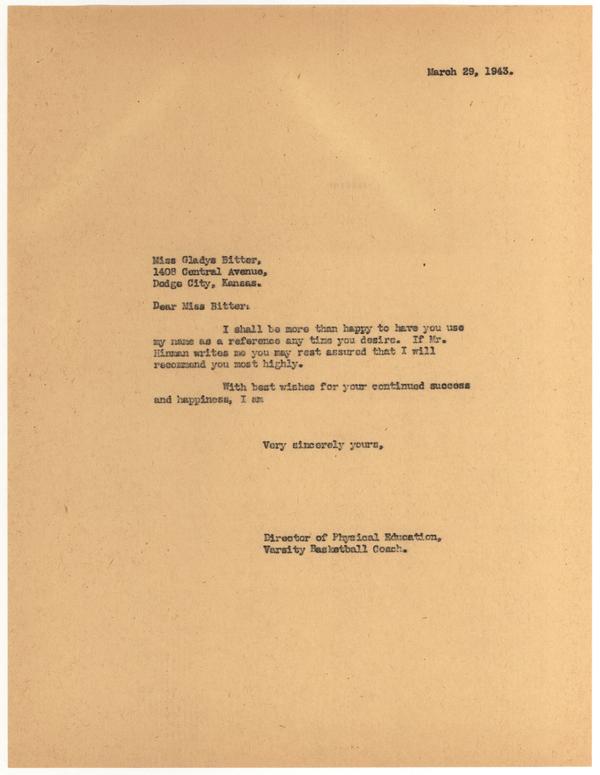 March 29, 1943.
Miss Gladys Bitter,
1408 Central Avenue,
Dodge City, Kansas.
Dear Miss Bitter:
I shall be more than happy to have you use
my name as a reference any time you desire. If Mr.
Hinman writes me you may rest assured that I will
recommend you most highly.
With best wishes for your continued success
and happiness, I am
Very sincerely yours,
Director of Physical Education,
Varsity Basketball Coach.